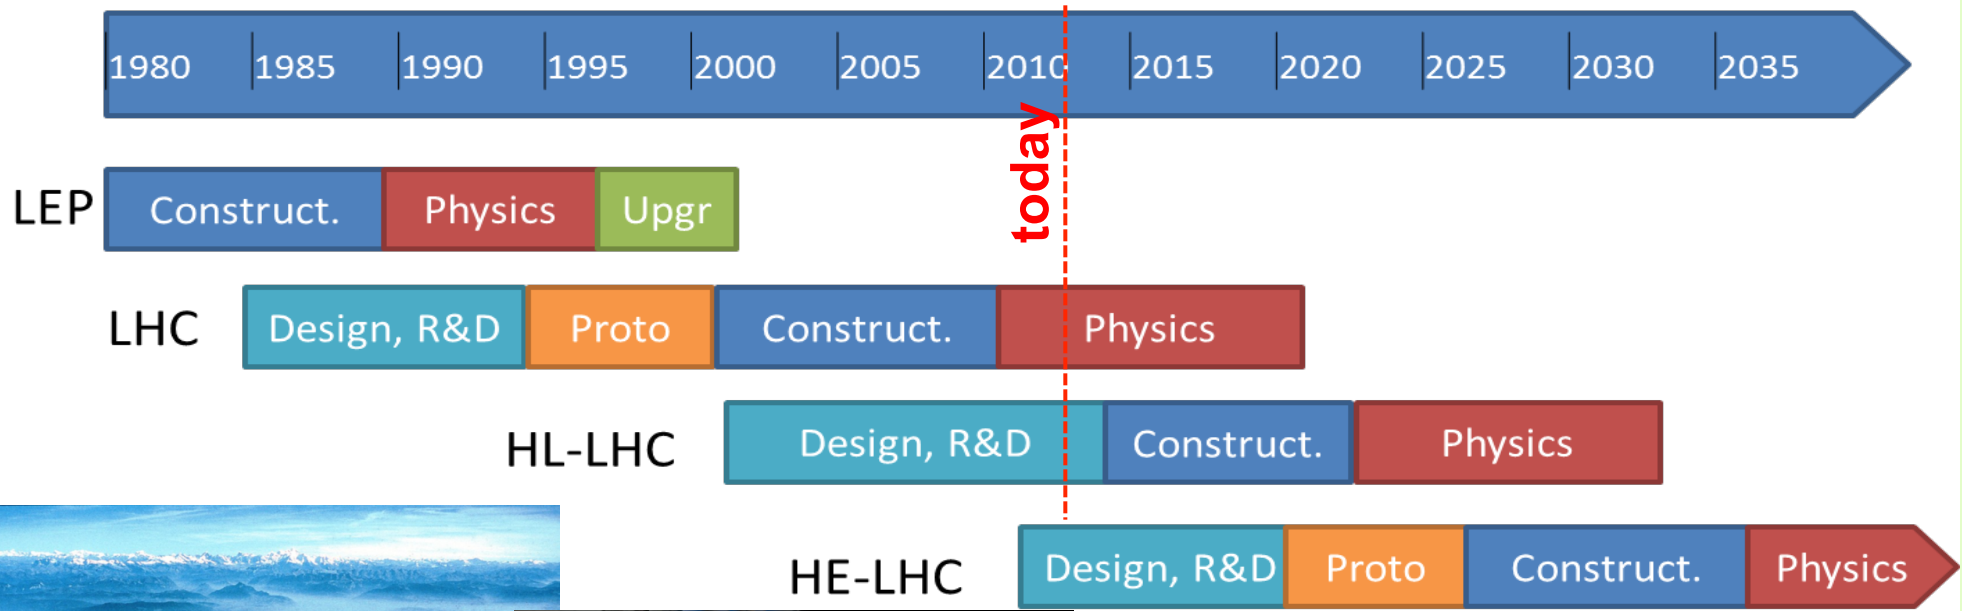 1980 1985 1990 1995 2000 2005 2010 2015 2020 2025 2030 2035
today
LEP Construct. Physics Upgr
LHC Design, R&D Proto Construct. Physics
HL-LHC Design, R&D Construct. Physics
HE-LHC Design, R&D Proto Construct. Physics